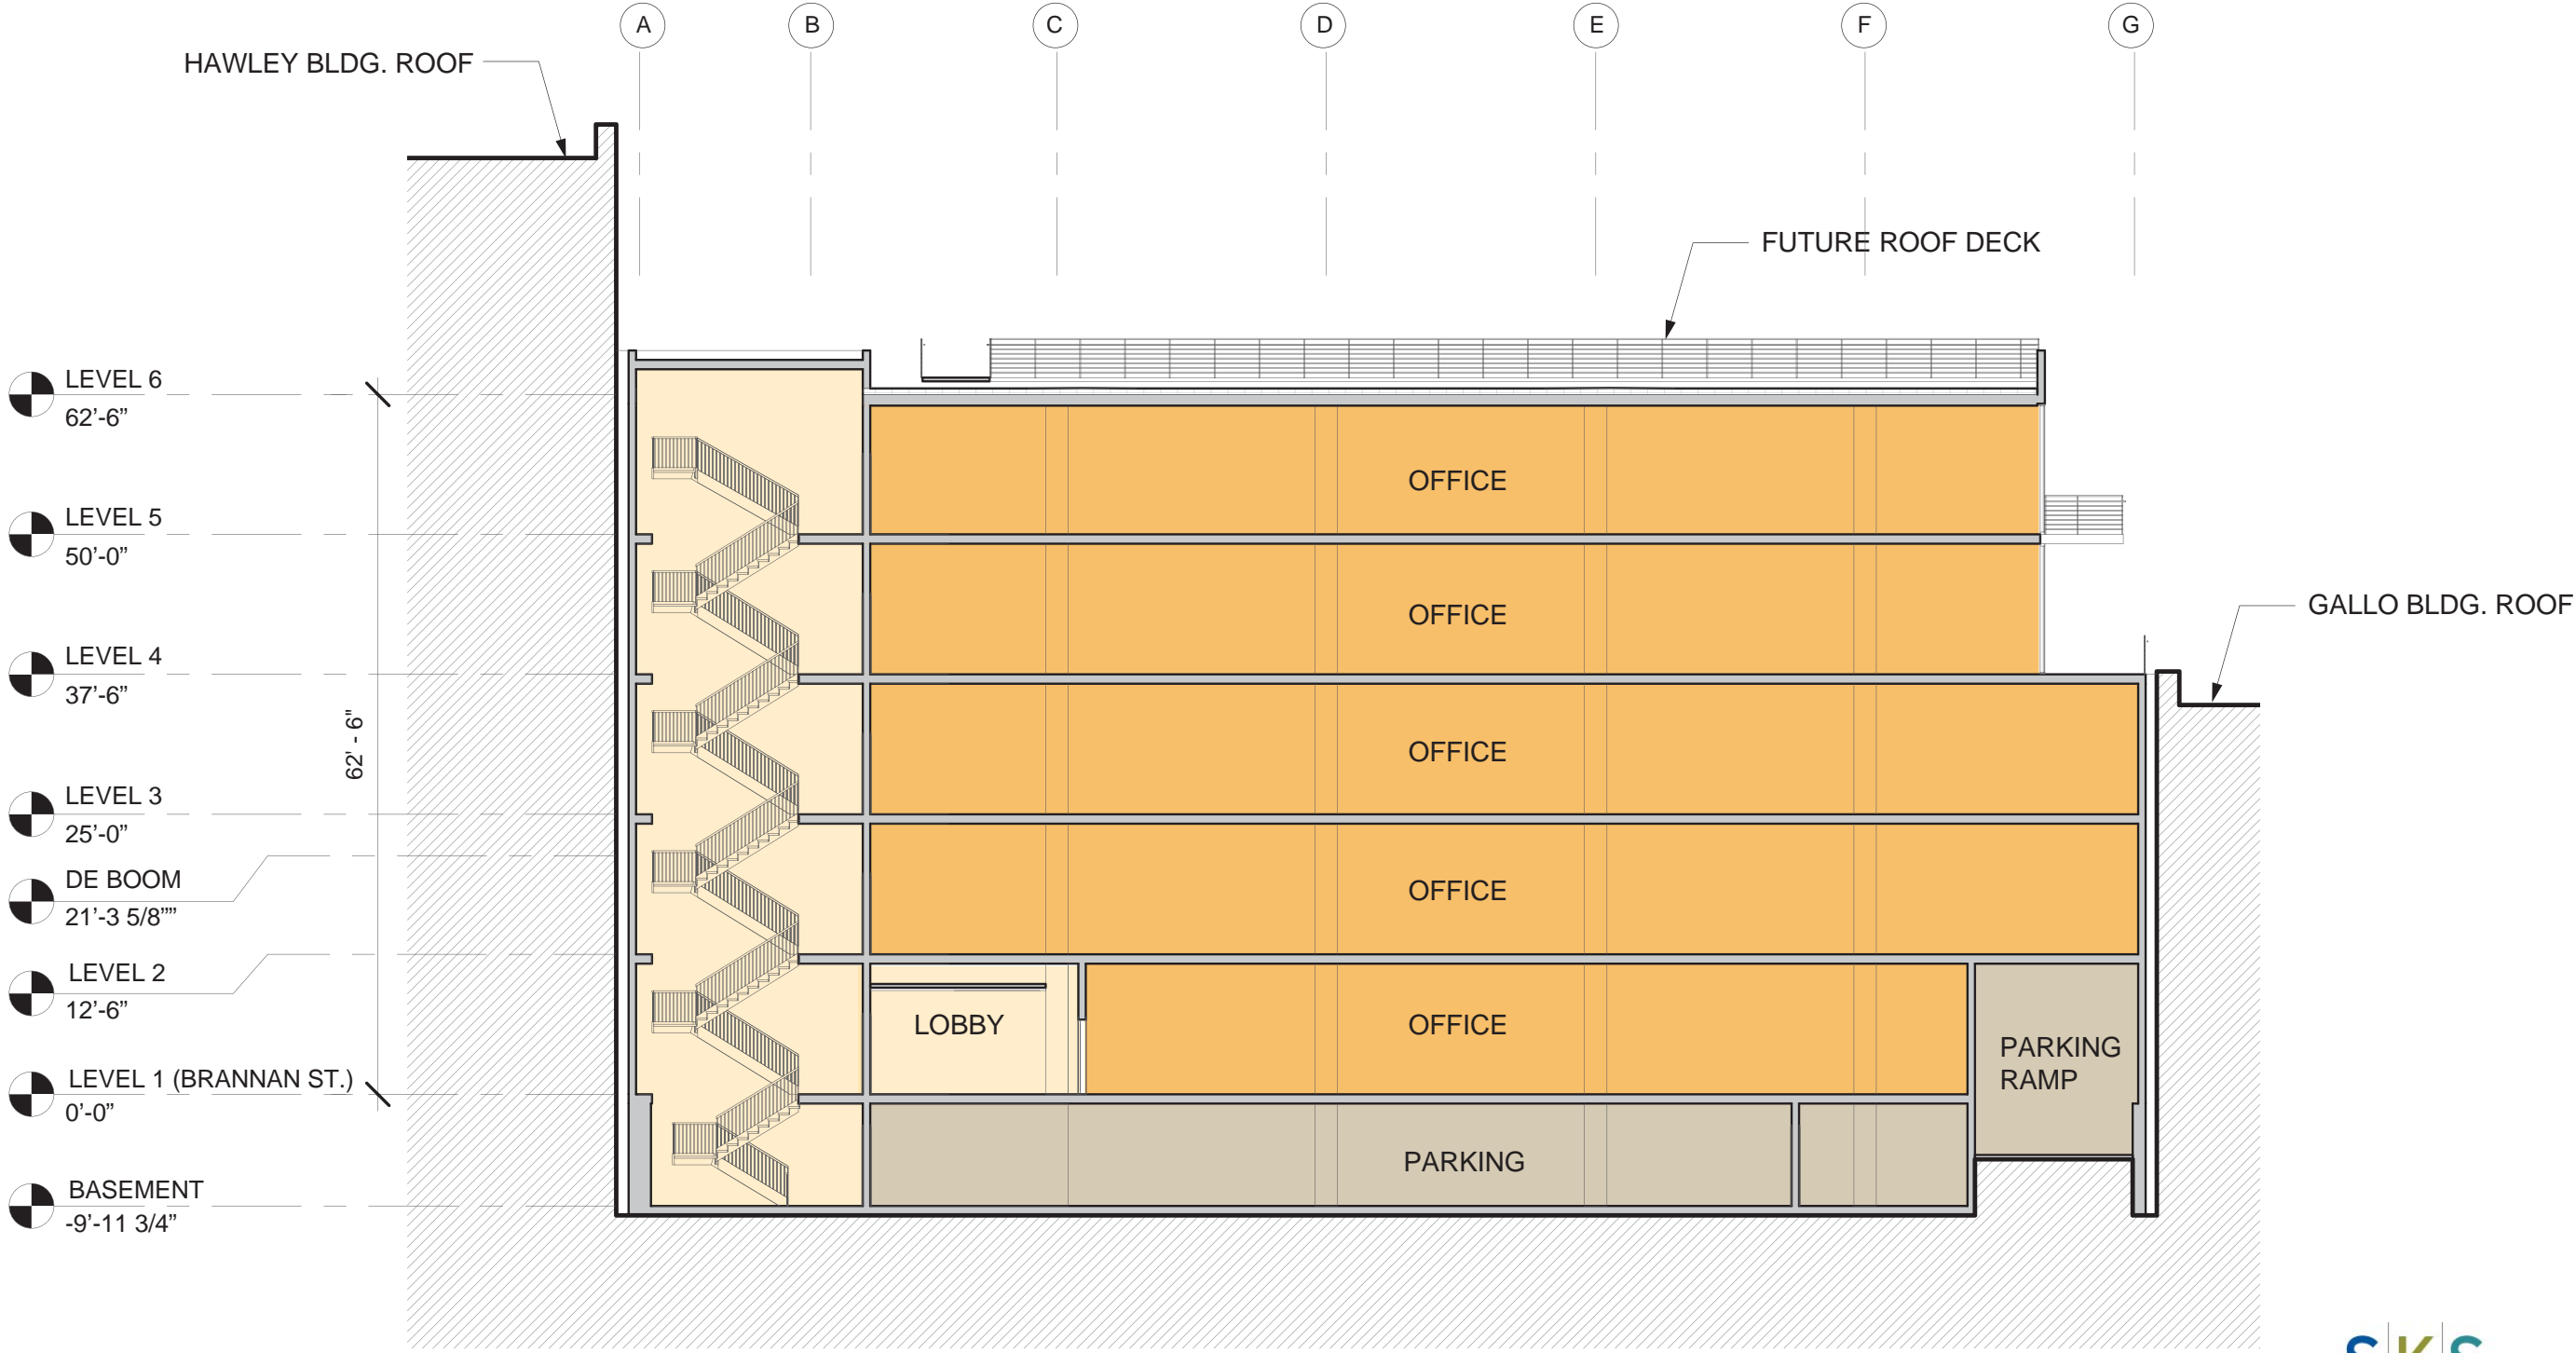 A B C D E F G
HAWLEY BLDG. ROOF
FUTURE ROOF DECK
LEVEL 6
62’-6”
OFFICE
LEVEL 5
50’-0”
OFFICE
GALLO BLDG. ROOF
LEVEL 4
37’-6”
62' - 6"
OFFICE
LEVEL 3
25’-0”
DE BOOM
21’-3 5/8””
OFFICE
LEVEL 2
12’-6”
LOBBY
OFFICE
PARKING
RAMP
LEVEL 1 (BRANNAN ST.)
0’-0”
PARKING
BASEMENT
-9’-11 3/4”
S|K|S